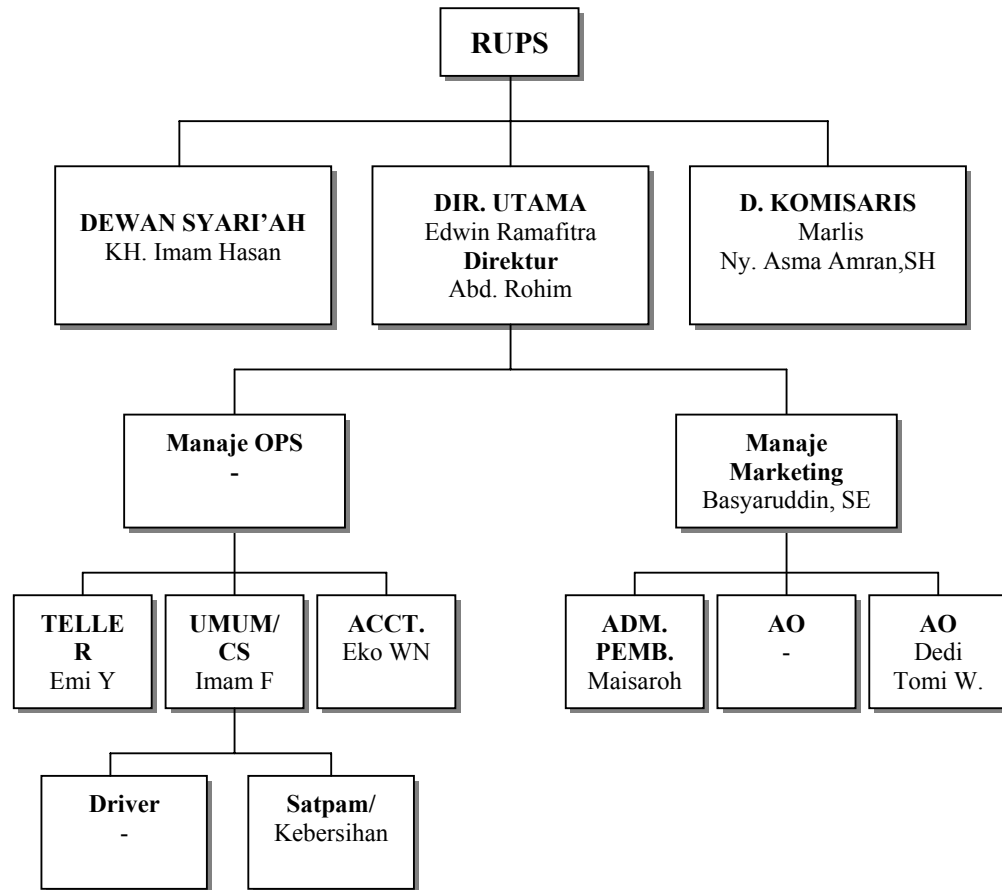 RUPS
DEWAN SYARI’AH
KH. Imam Hasan
DIR. UTAMA
Edwin Ramafitra
Direktur
Abd. Rohim
D. KOMISARIS
Marlis
Ny. Asma Amran,SH
Manaje OPS
-
Manaje
Marketing
Basyaruddin, SE
TELLE
R
Emi Y
UMUM/
CS
Imam F
ACCT.
Eko WN
ADM.
PEMB.
Maisaroh
AO
-
AO
Dedi
Tomi W.
Driver
-
Satpam/
Kebersihan